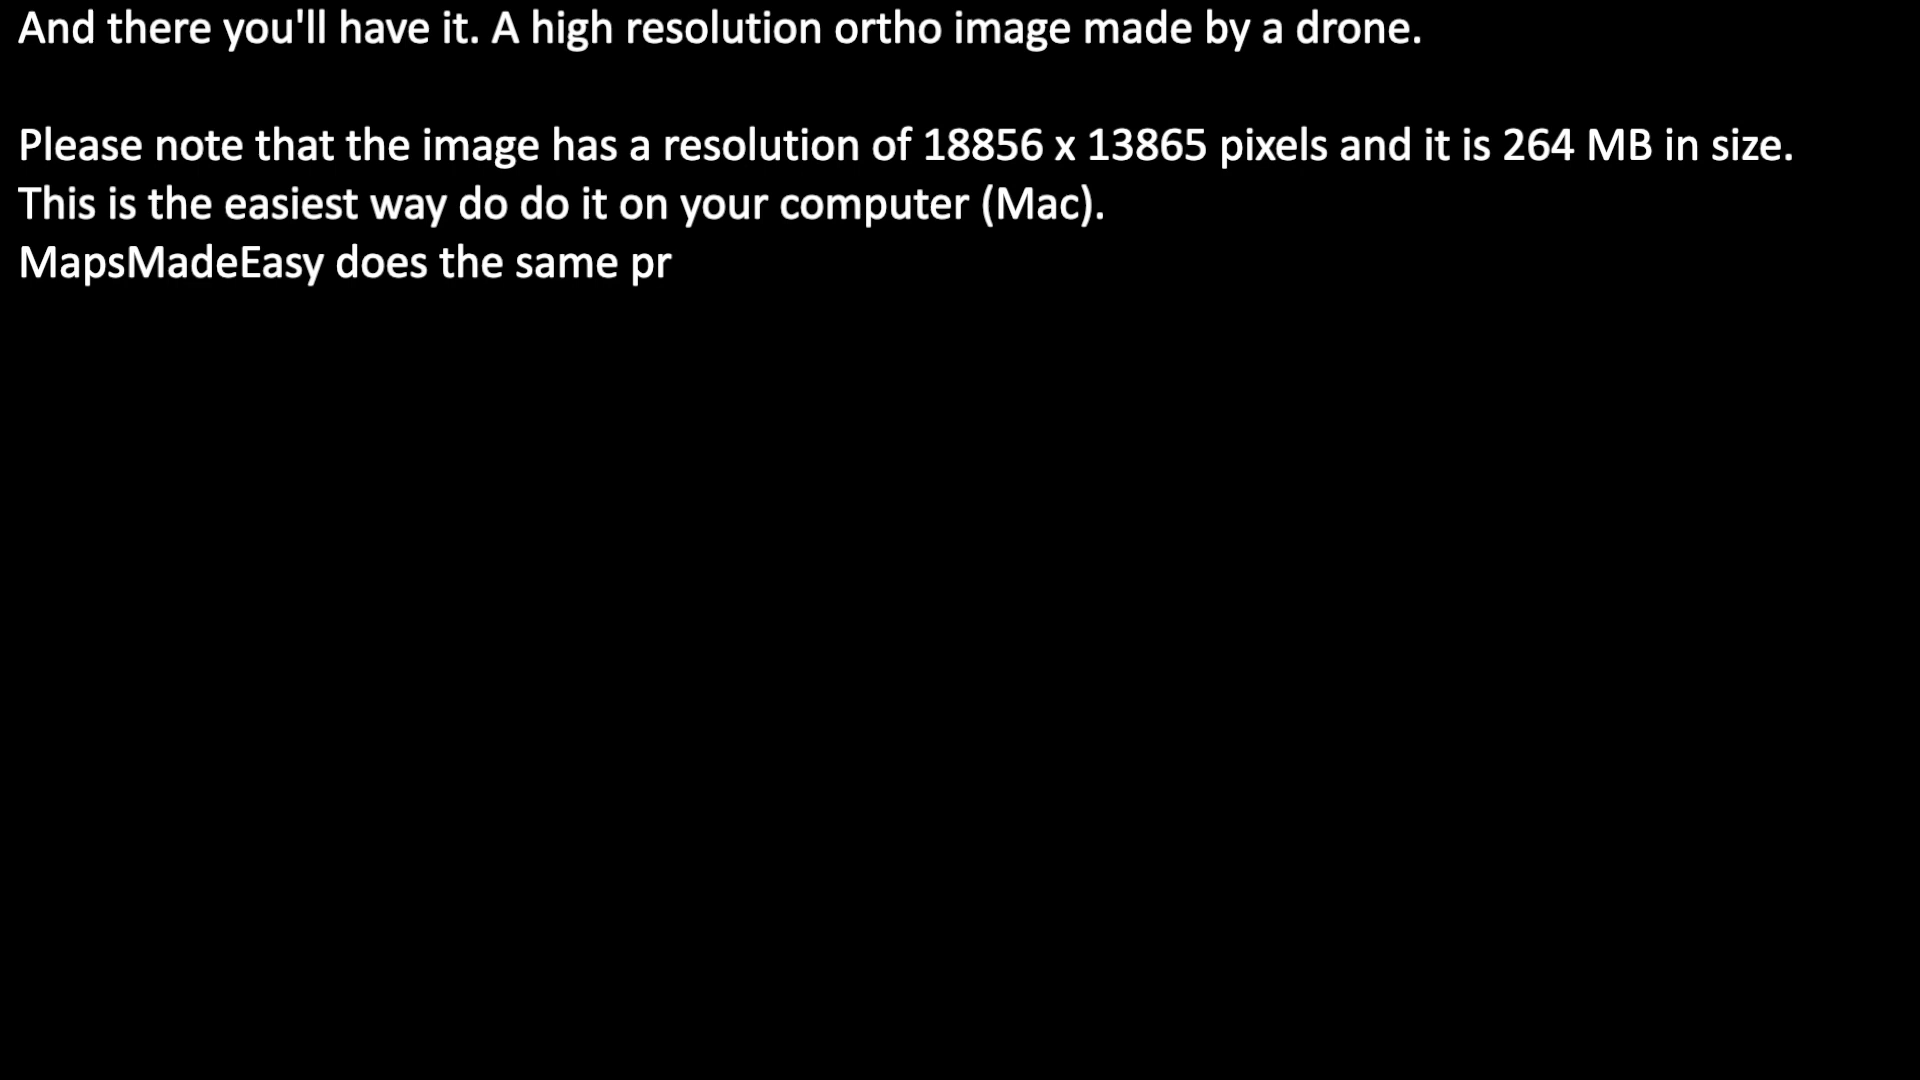 And there you'll have it. A high resolution ortho image made by a drone.
Please note that the image has a resolution of 18856 x 13865 pixels and it is 264 MB in size.
This is the easiest way do do it on your computer (Mac).
MapsMadeEasy does the same pr